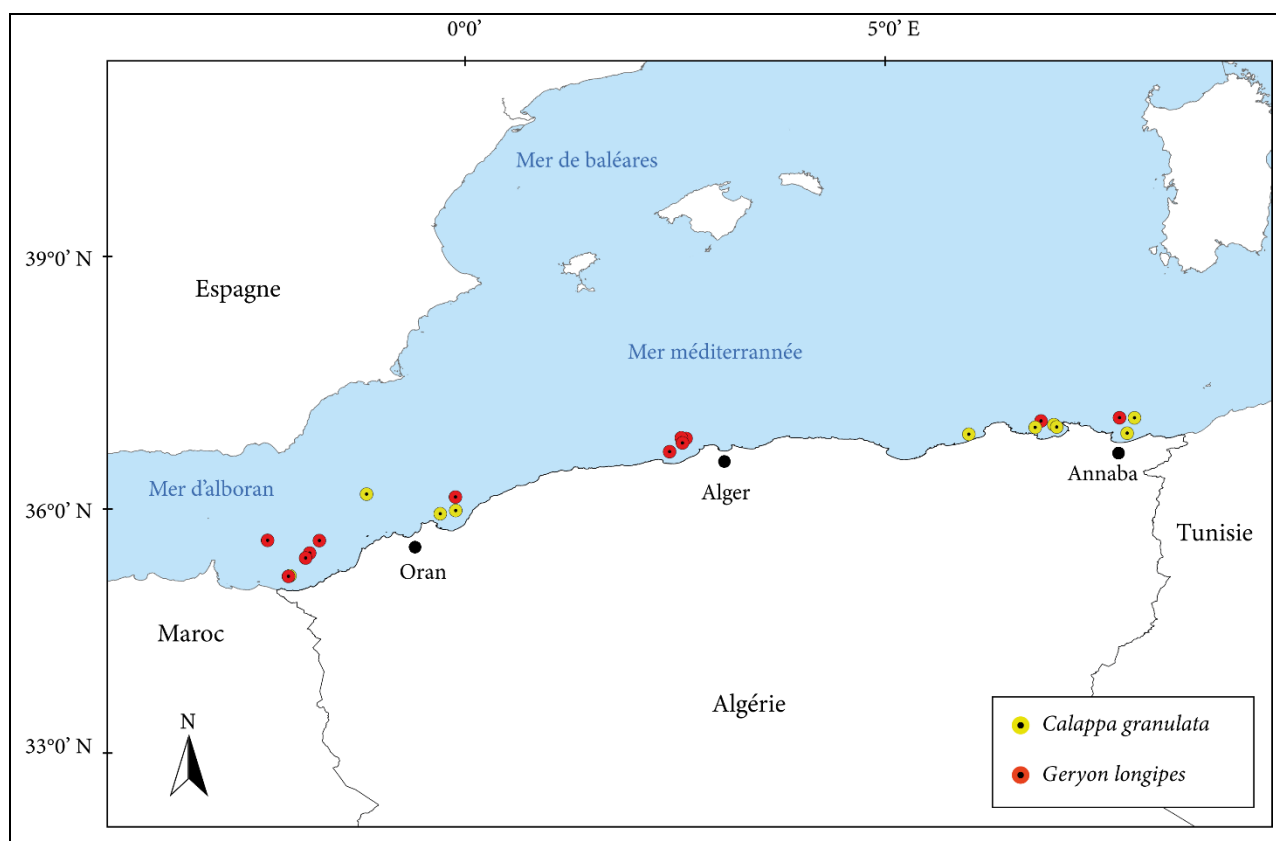 0°0’
5°0’ E
Mer de baléares
39°0’ N
Espagne
Mer méditerrannée
Mer d’alboran
Alger
Annaba
36°0’ N
Tunisie
Oran
Maroc
Algérie
N
Calappa granulata
33°0’ N
Geryon longipes